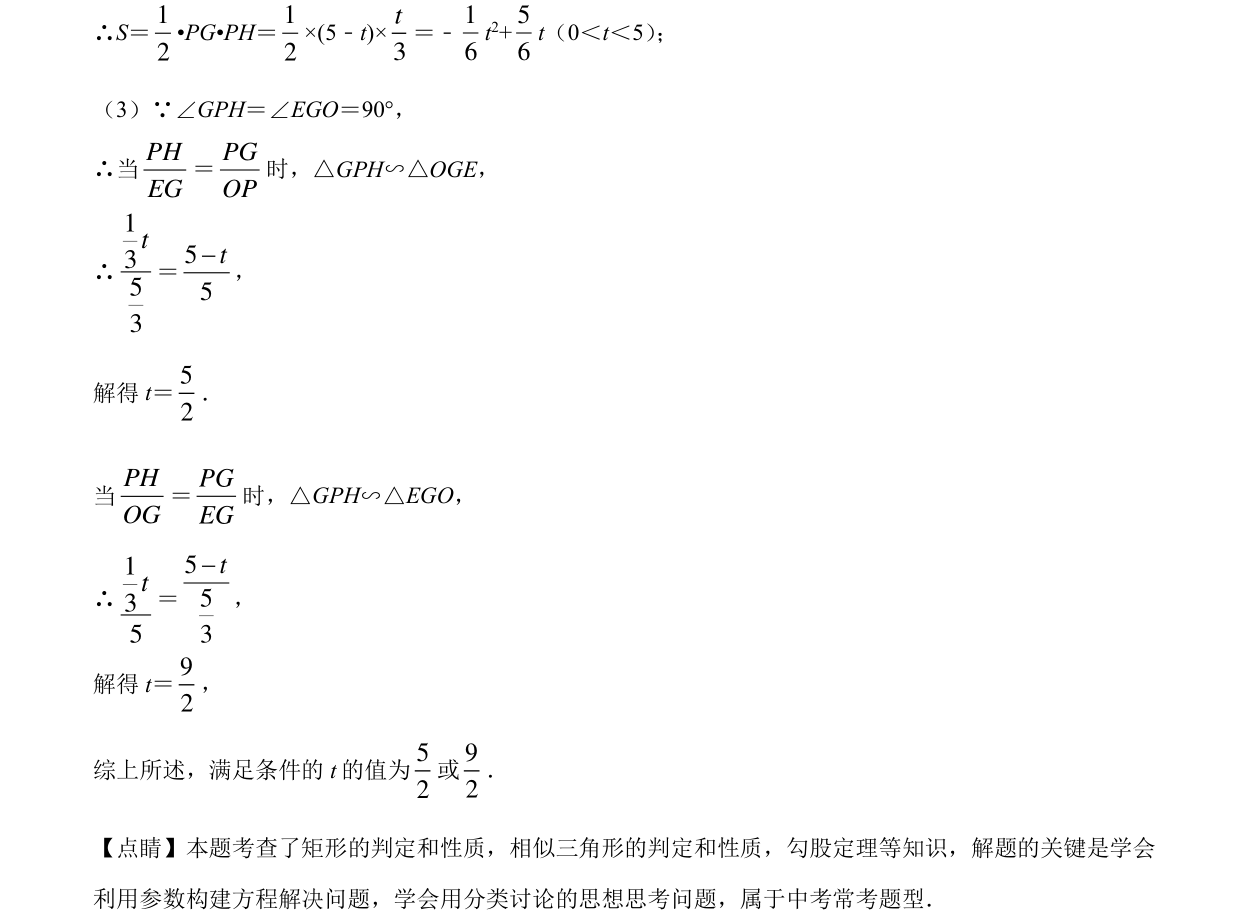 ∴S=1/2•PG•PH=1/2×(5﹣t)×t/3=﹣1/6t²+5/6t（0＜t＜5）;
（3）∵∠GPH=∠EGO=90°，
∴当PH/EG=PG/OP时，△GPH∽△OGE，
∴(1/3t)/(5/3)=(5−t)/5，
解得 t=5/2．
当PH/OG=PG/EG时，△GPH∽△EGO，
∴(1/3t)/5=(5−t)/(5/3)，
解得 t=9/2，
综上所述，满足条件的 t 的值为5/2或9/2．
【点睛】本题考查了矩形的判定和性质，相似三角形的判定和性质，勾股定理等知识，解题的关键是学会
利用参数构建方程解决问题，学会用分类讨论的思想思考问题，属于中考常考题型．